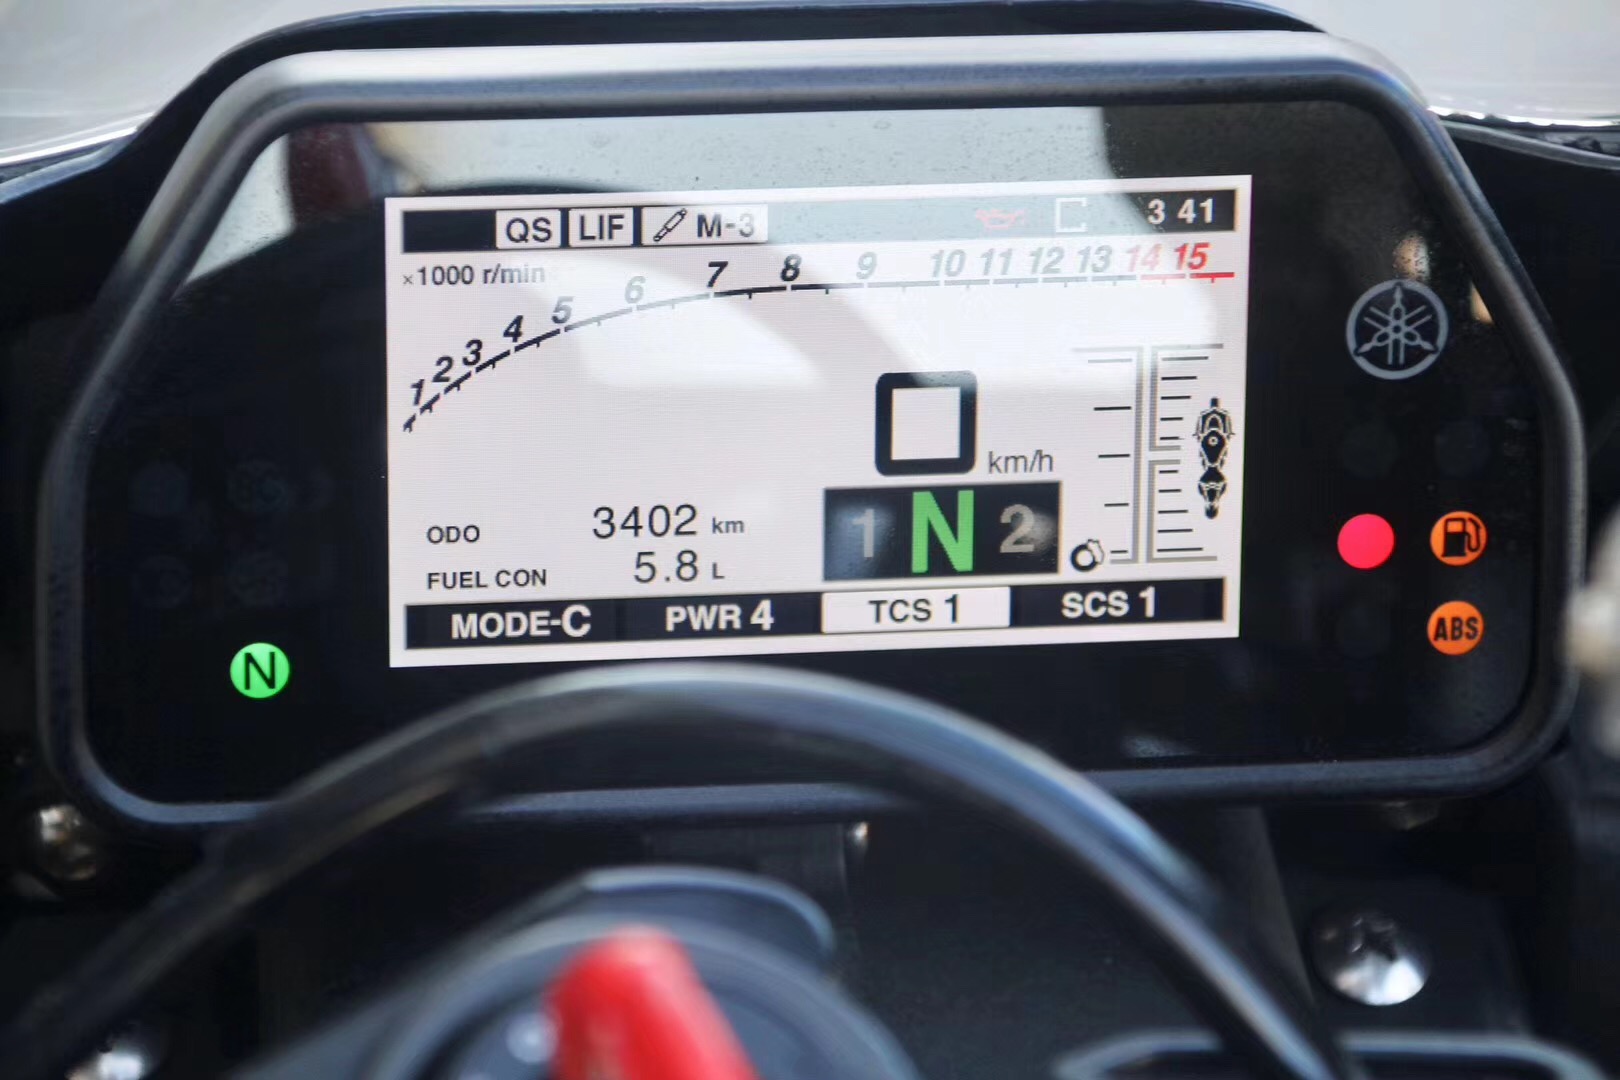 QS LIF M-3 3 41
×1000 r/min
1 2 3 4 5 6 7 8 9 10 11 12 13 14 15
0 km/h
ODO 3402 km
1 N 2
FUEL CON 5.8 L
MODE-C PWR 4 TCS 1 SCS 1
N
ABS